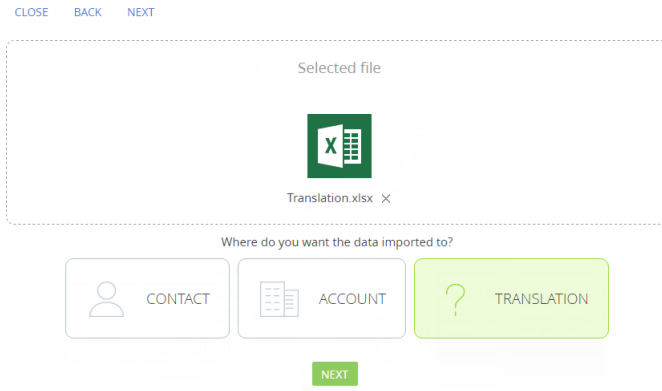 CLOSE BACK NEXT
Selected file
X
Translation.xlsx ×
Where do you want the data imported to?
CONTACT ACCOUNT ? TRANSLATION
NEXT